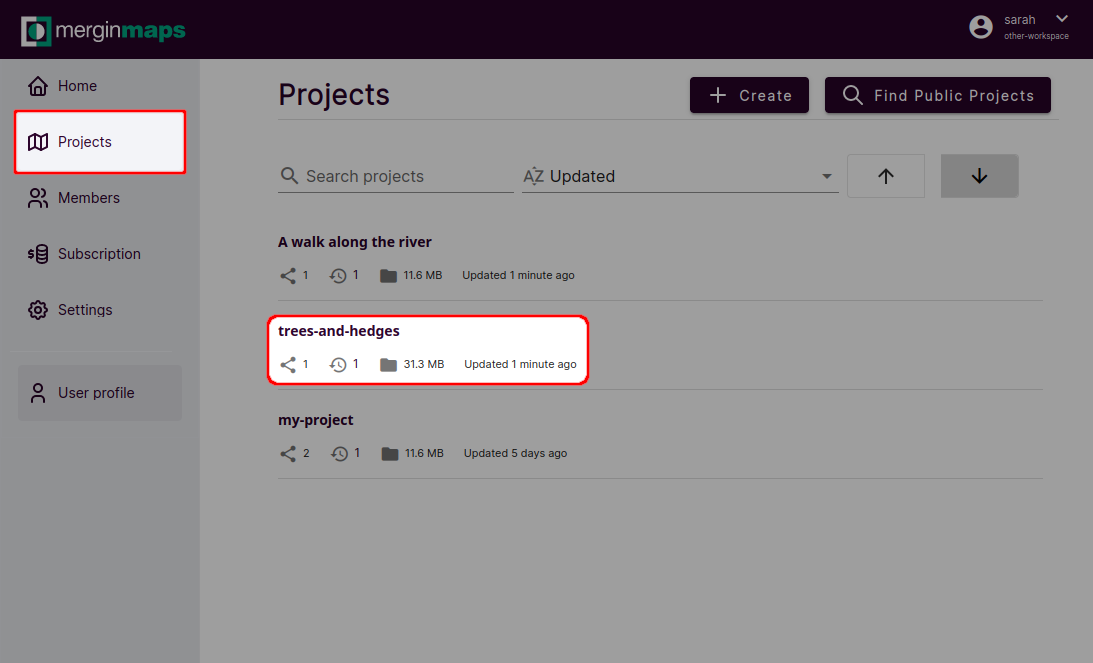 merginmaps
sarah
other-workspace
Home
Projects
Members
Subscription
Settings
User profile
Projects
Create
Find Public Projects
Search projects
AZ Updated
A walk along the river
1 1 11.6 MB Updated 1 minute ago
trees-and-hedges
1 1 31.3 MB Updated 1 minute ago
my-project
2 1 11.6 MB Updated 5 days ago